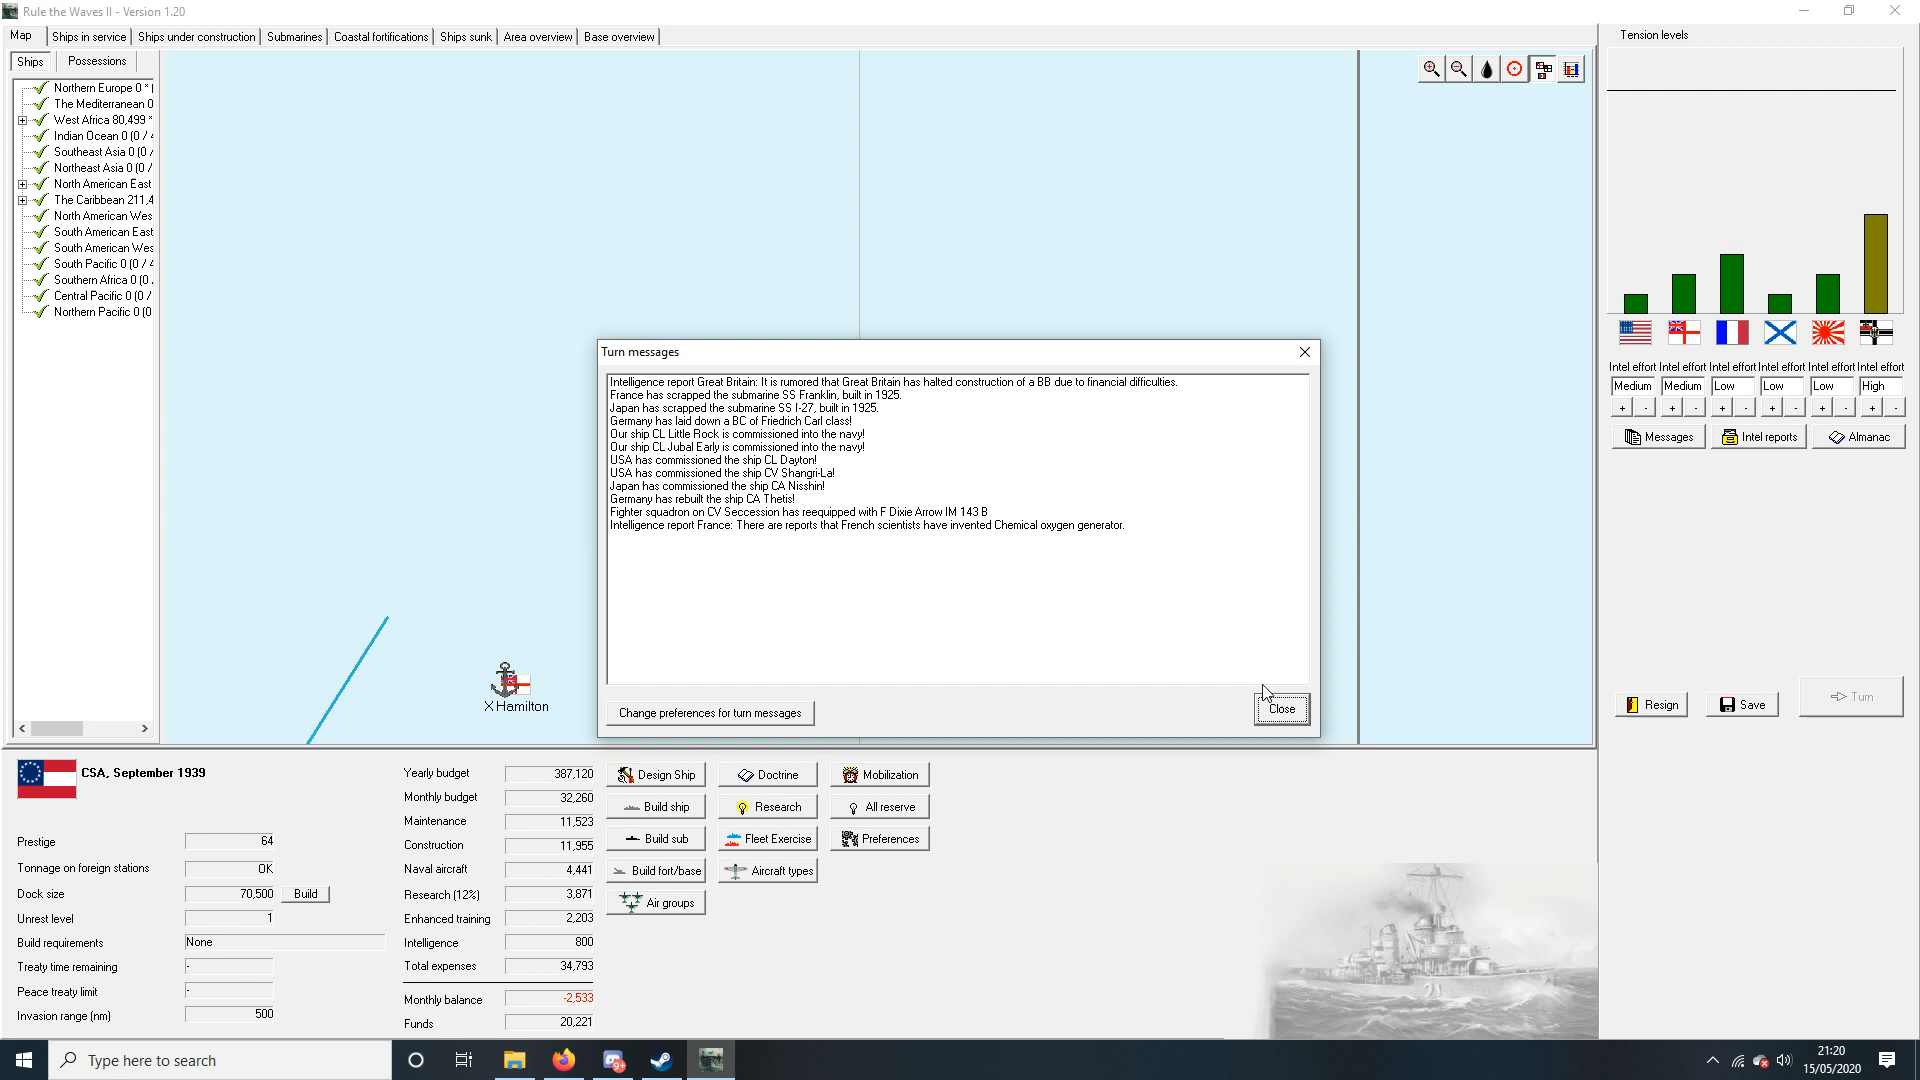 Rule the Waves II - Version 1.20
Map
Ships in service
Ships under construction
Submarines
Coastal fortifications
Ships sunk
Area overview
Base overview
Ships
Possessions
Northern Europe 0 * (
The Mediterranean 0
West Africa 80,499 *
Indian Ocean 0 (0 / 4
Southeast Asia 0 (0 /
Northeast Asia 0 (0 /
North American East
The Caribbean 211,4
North American Wes
South American East
South American Wes
South Pacific 0 (0 / 4
Southern Africa 0 (0 .
Central Pacific 0 (0 /
Northern Pacific 0 (0
X Hamilton
Turn messages
Intelligence report Great Britain: It is rumored that Great Britain has halted construction of a BB due to financial difficulties.
France has scrapped the submarine SS Franklin, built in 1925.
Japan has scrapped the submarine SS I-27, built in 1925.
Germany has laid down a BC of Friedrich Carl class!
Our ship CL Little Rock is commissioned into the navy!
Our ship CL Jubal Early is commissioned into the navy!
USA has commissioned the ship CL Dayton!
USA has commissioned the ship CV Shangri-La!
Japan has commissioned the ship CA Nisshin!
Germany has rebuilt the ship CA Thetis!
Fighter squadron on CV Seccession has reequipped with F Dixie Arrow IM 143 B
Intelligence report France: There are reports that French scientists have invented Chemical oxygen generator.
Change preferences for turn messages
Close
Tension levels
Intel effort Intel effort Intel effort Intel effort Intel effort Intel effort
Medium Medium Low Low Low High
+ - + - + - + - + - + -
Messages
Intel reports
Almanac
Resign
Save
Turn
CSA, September 1939
Prestige 64
Tonnage on foreign stations OK
Dock size 70,500 Build
Unrest level 1
Build requirements None
Treaty time remaining -
Peace treaty limit -
Invasion range (nm) 500
Yearly budget 387,120
Monthly budget 32,260
Maintenance 11,523
Construction 11,955
Naval aircraft 4,441
Research (12%) 3,871
Enhanced training 2,203
Intelligence 800
Total expenses 34,793
Monthly balance -2,533
Funds 20,221
Design Ship
Doctrine
Mobilization
Build ship
Research
All reserve
Build sub
Fleet Exercise
Preferences
Build fort/base
Aircraft types
Air groups
Type here to search
9+
21:20
15/05/2020